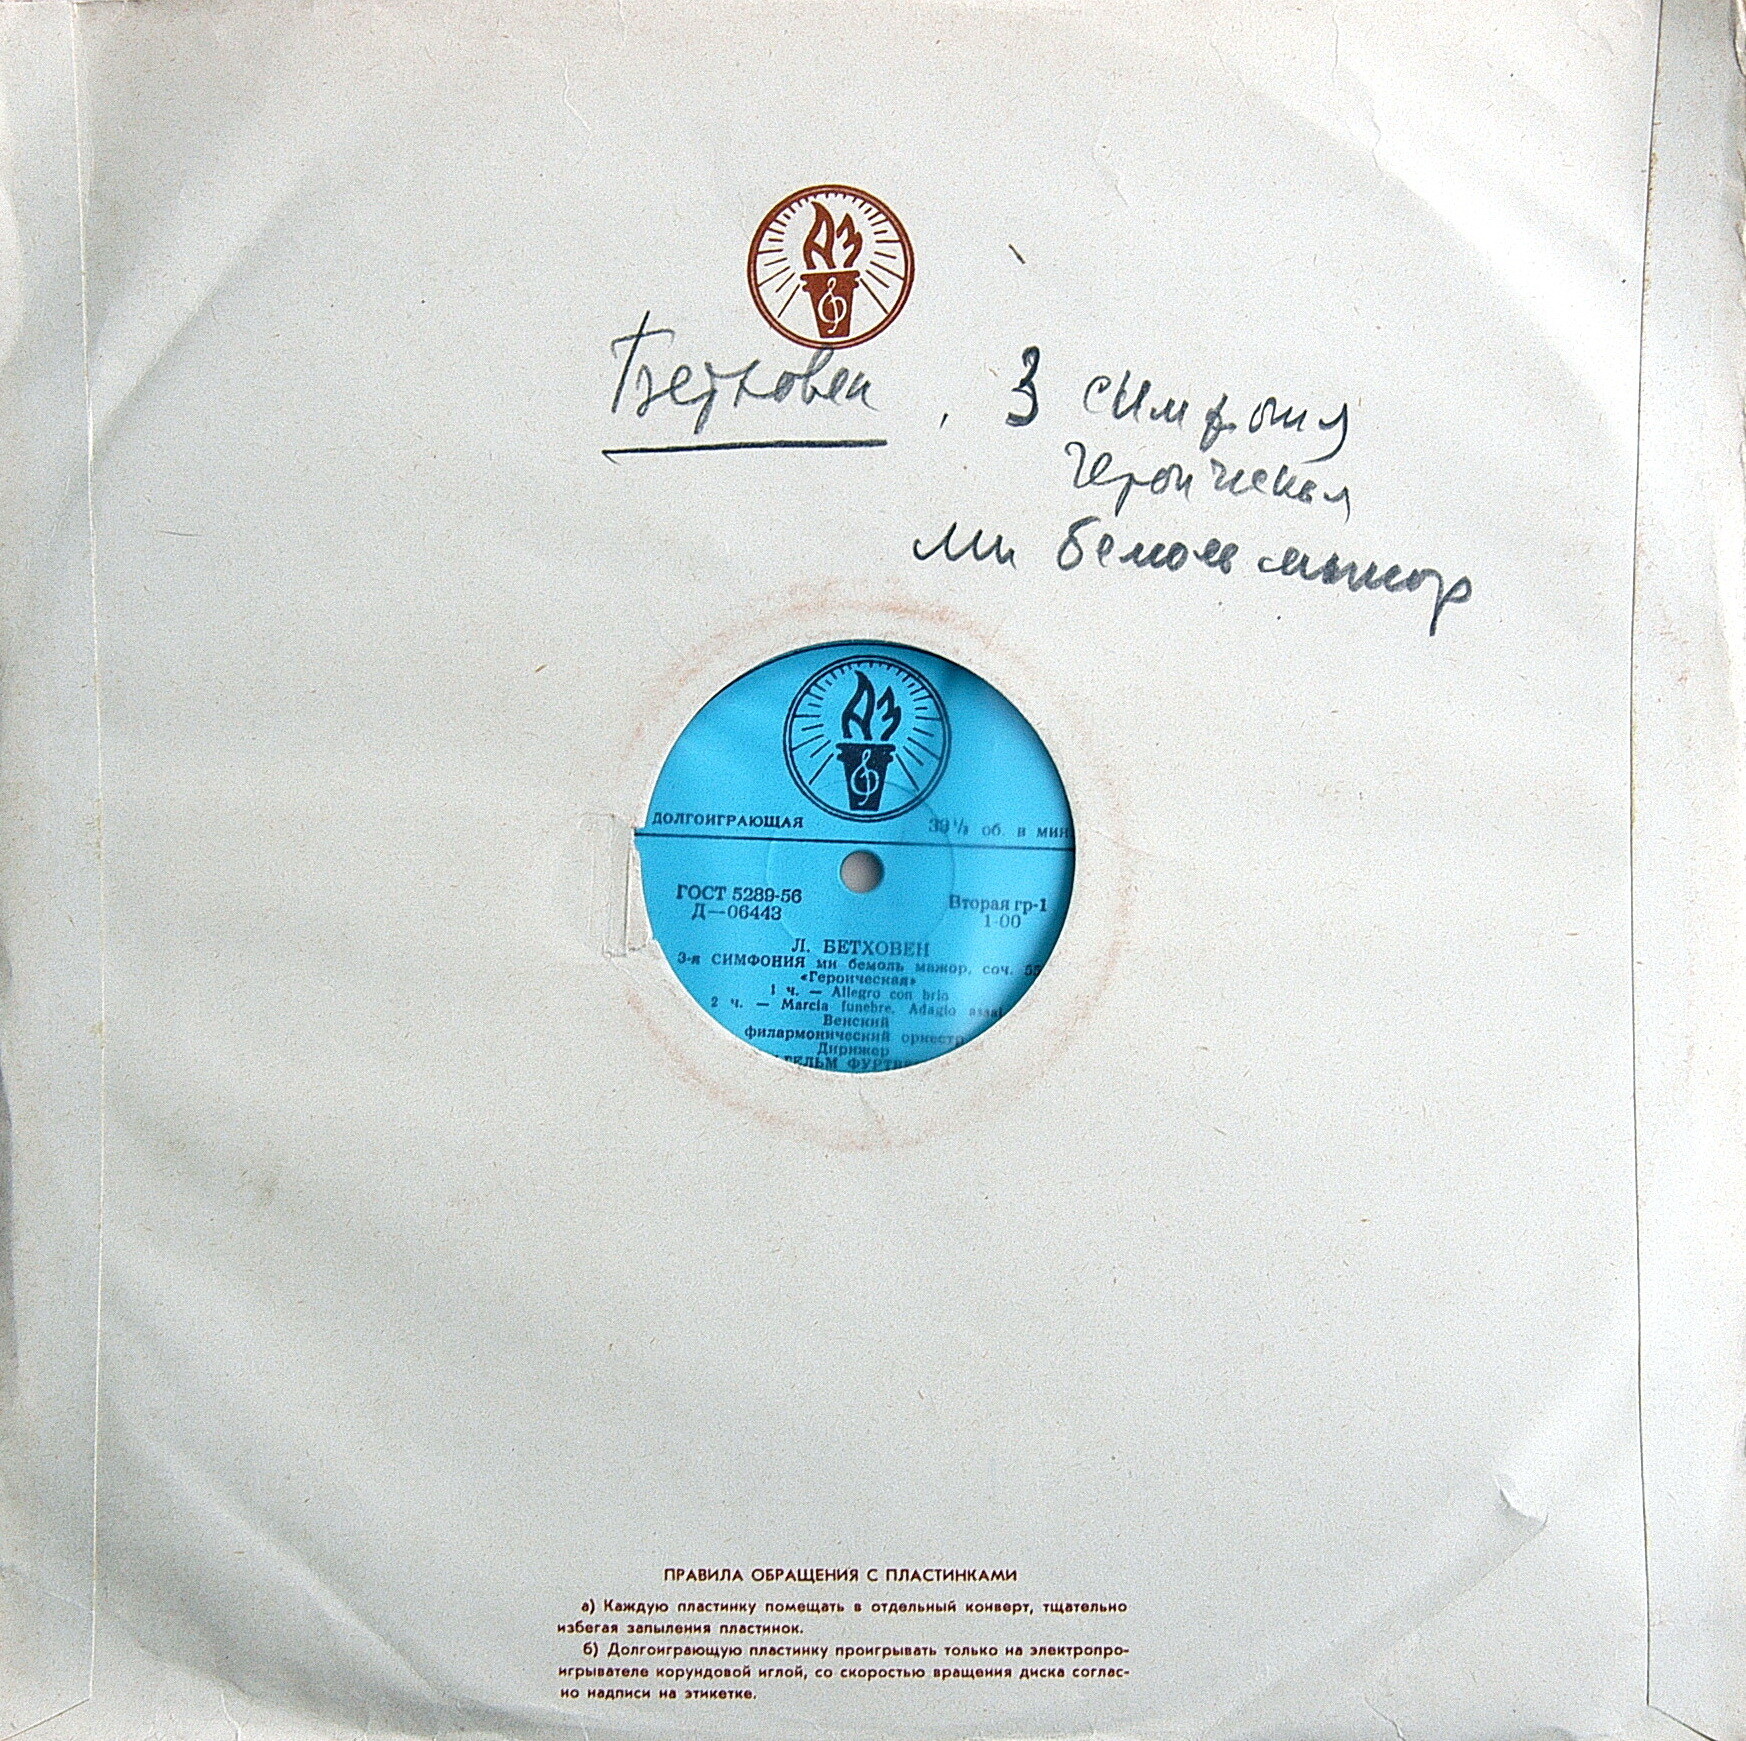 АЗ
Бетховен, 3 симфония
героическая
ми бемоль мажор
АЗ
ДОЛГОИГРАЮЩАЯ 33⅓ об. в мин
ГОСТ 5289-56 Вторая гр-1
Д—06443 1-00
Л. БЕТХОВЕН
3-я СИМФОНИЯ ми бемоль мажор, соч. 55
«Героическая»
1 ч. — Allegro con brio
2 ч. — Marcia funebre. Adagio assai
Венский
филармонический оркестр
Дирижер
ГЕЛЬМ ФУРТВ
ПРАВИЛА ОБРАЩЕНИЯ С ПЛАСТИНКАМИ
а) Каждую пластинку помещать в отдельный конверт, тщательно
избегая запыления пластинок.
б) Долгоиграющую пластинку проигрывать только на электропро-
игрывателе корундовой иглой, со скоростью вращения диска соглас-
но надписи на этикетке.